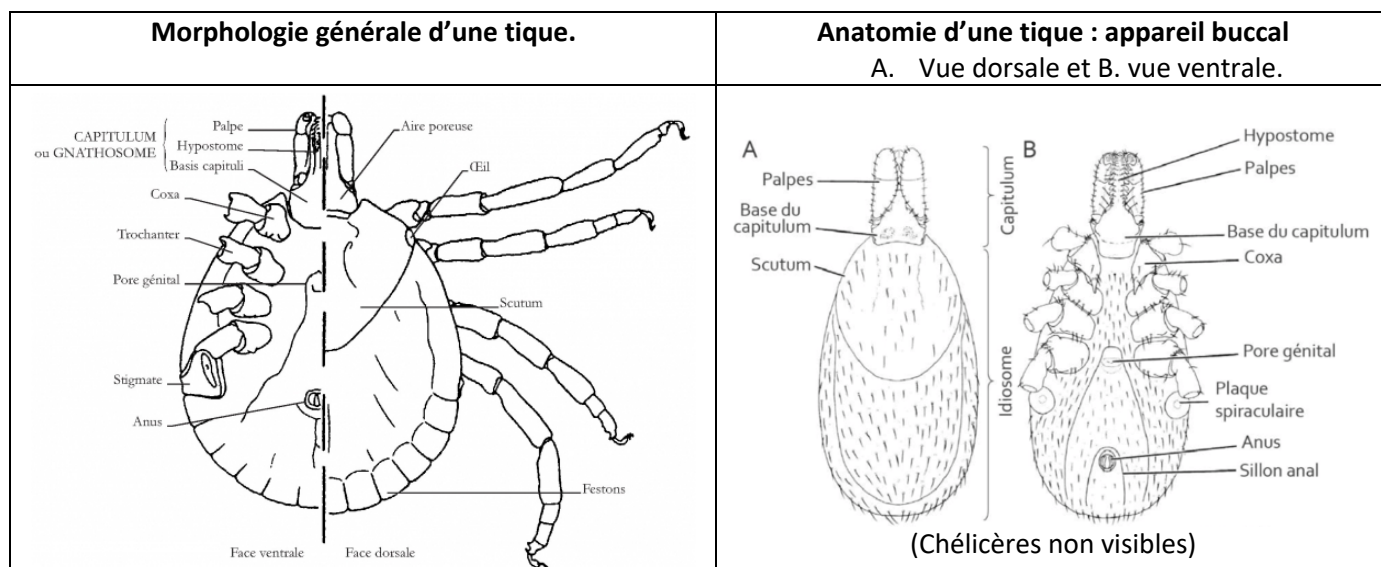 Morphologie générale d’une tique.
Anatomie d’une tique : appareil buccal
A. Vue dorsale et B. vue ventrale.
CAPITULUM
ou GNATHOSOME
Palpe
Hypostome
Basis capituli
Coxa
Trochanter
Pore génital
Stigmate
Anus
Aire poreuse
Œil
Scutum
Festons
Face ventrale
Face dorsale
A
Palpes
Base du
capitulum
Scutum
Capitulum
Idiosome
B
Hypostome
Palpes
Base du capitulum
Coxa
Pore génital
Plaque
spiraculaire
Anus
Sillon anal
(Chélicères non visibles)